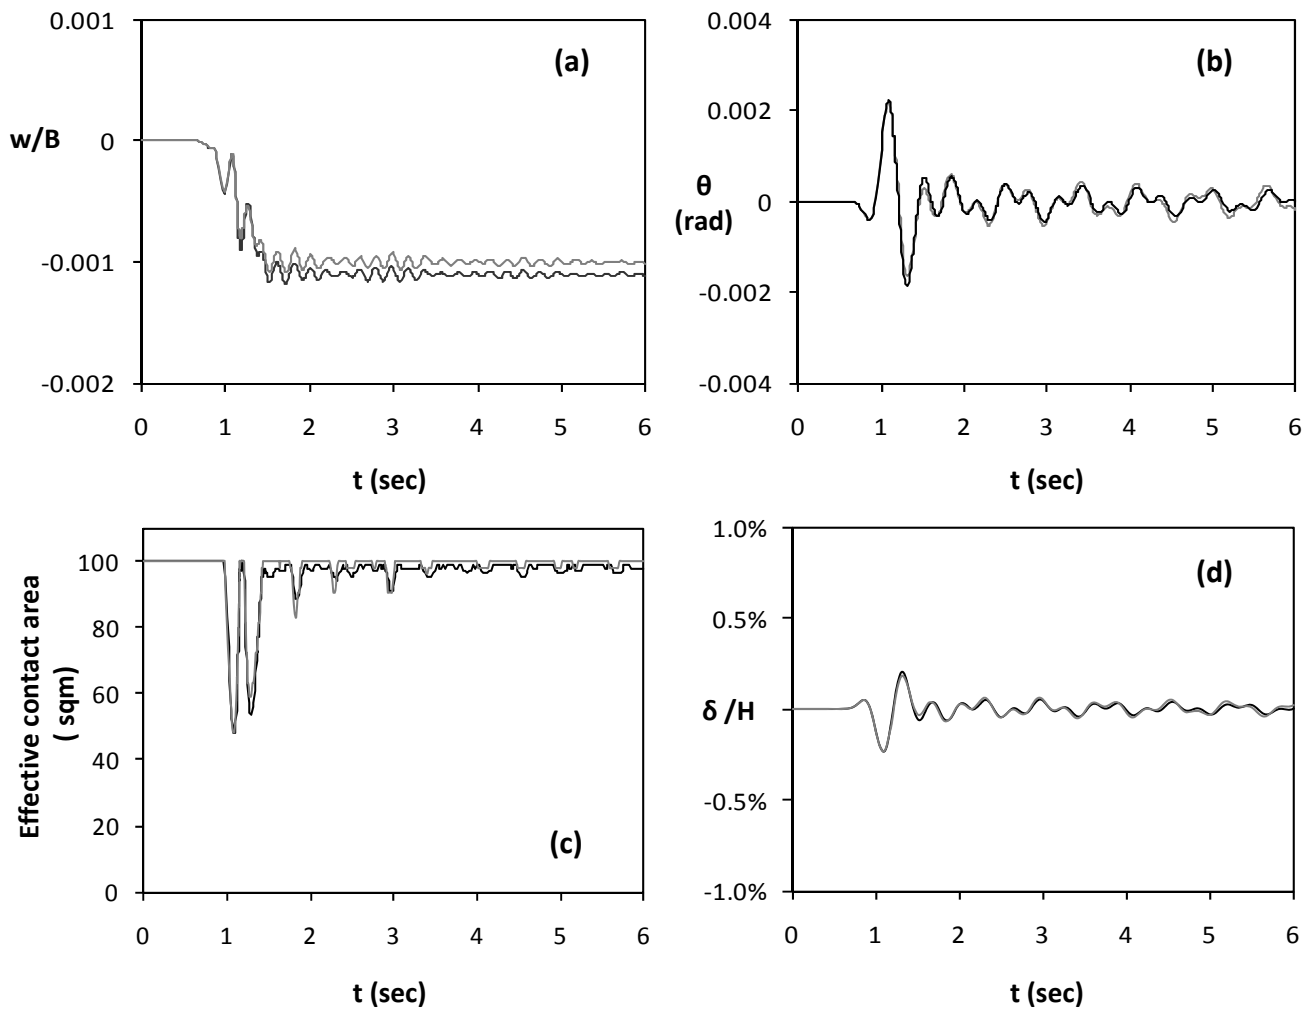 0.001
0
-0.001
-0.002
w/B
(a)
0 1 2 3 4 5 6
t (sec)
0.004
0.002
0
-0.002
-0.004
θ
(rad)
(b)
0 1 2 3 4 5 6
t (sec)
100
80
60
40
20
0
Effective contact area
( sqm)
(c)
0 1 2 3 4 5 6
t (sec)
1.0%
0.5%
δ /H
-0.5%
-1.0%
(d)
0 1 2 3 4 5 6
t (sec)